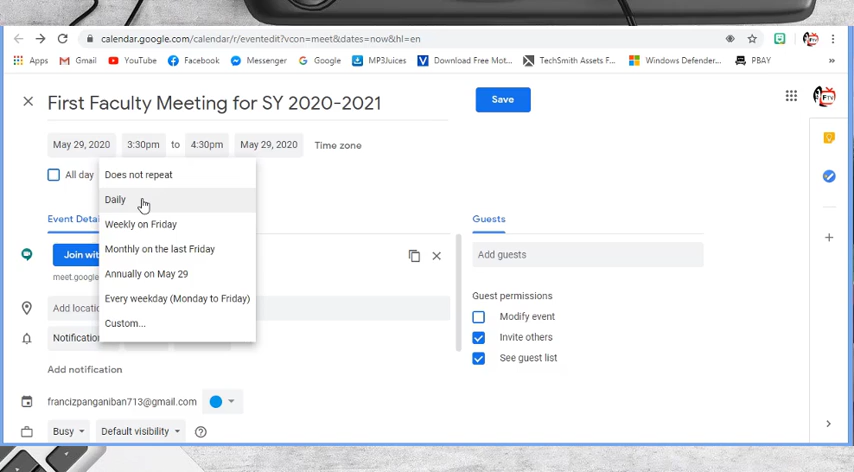 calendar.google.com/calendar/r/eventedit?vcon=meet&dates=now&hl=en
Apps Gmail YouTube Facebook Messenger Google MP3Juices Download Free Mot... TechSmith Assets F... Windows Defender... PBAY »
First Faculty Meeting for SY 2020-2021 Save
May 29, 2020 3:30pm to 4:30pm May 29, 2020 Time zone
All day Does not repeat
Daily
Weekly on Friday
Event Deta Guests
Monthly on the last Friday
Join wit Add guests
Annually on May 29
meet.google
Guest permissions
Every weekday (Monday to Friday)
Add locatio
Modify event
Custom...
Notification Invite others
See guest list
Add notification
francizpanganiban713@gmail.com
Busy Default visibility